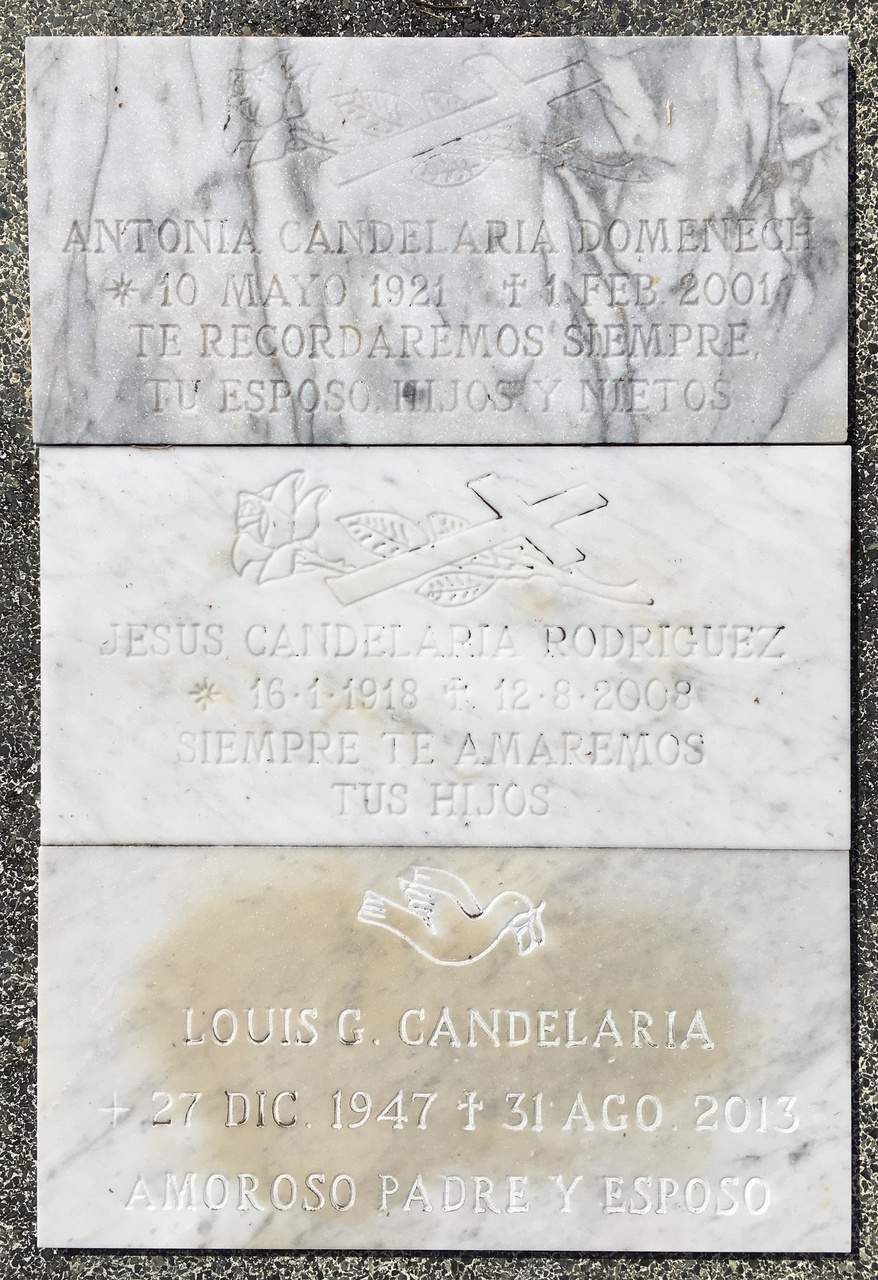 ANTONIA CANDELARIA DOMENECH
✴ 10 MAYO 1921 ✝ 1 FEB. 2001
TE RECORDAREMOS SIEMPRE,
TU ESPOSO, HIJOS Y NIETOS
JESUS CANDELARIA RODRIGUEZ
✴ 16·1·1918 ✝ 12·8·2008
SIEMPRE TE AMAREMOS
TUS HIJOS
LOUIS G. CANDELARIA
+ 27 DIC. 1947 ✝ 31 AGO. 2013
AMOROSO PADRE Y ESPOSO